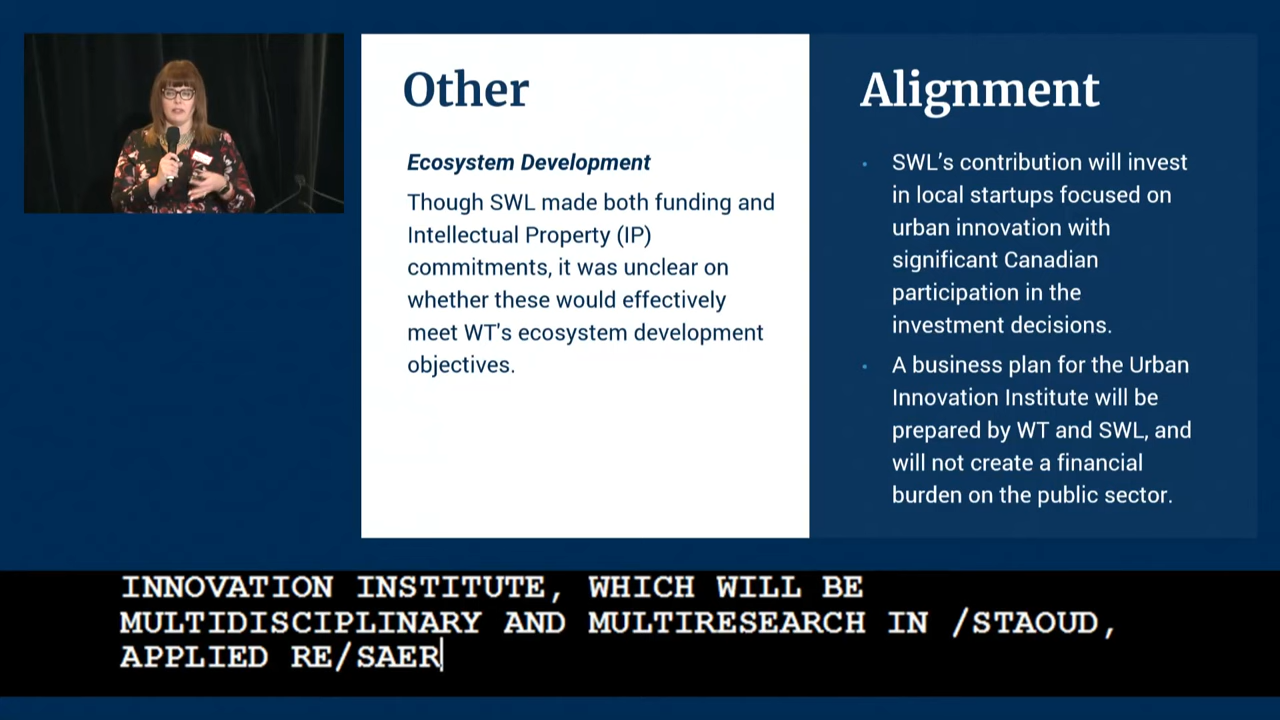 Other
Ecosystem Development
Though SWL made both funding and
Intellectual Property (IP)
commitments, it was unclear on
whether these would effectively
meet WT's ecosystem development
objectives.
Alignment
• SWL's contribution will invest
in local startups focused on
urban innovation with
significant Canadian
participation in the
investment decisions.
• A business plan for the Urban
Innovation Institute will be
prepared by WT and SWL, and
will not create a financial
burden on the public sector.
INNOVATION INSTITUTE, WHICH WILL BE
MULTIDISCIPLINARY AND MULTIRESEARCH IN /STAOUD,
APPLIED RE/SAER